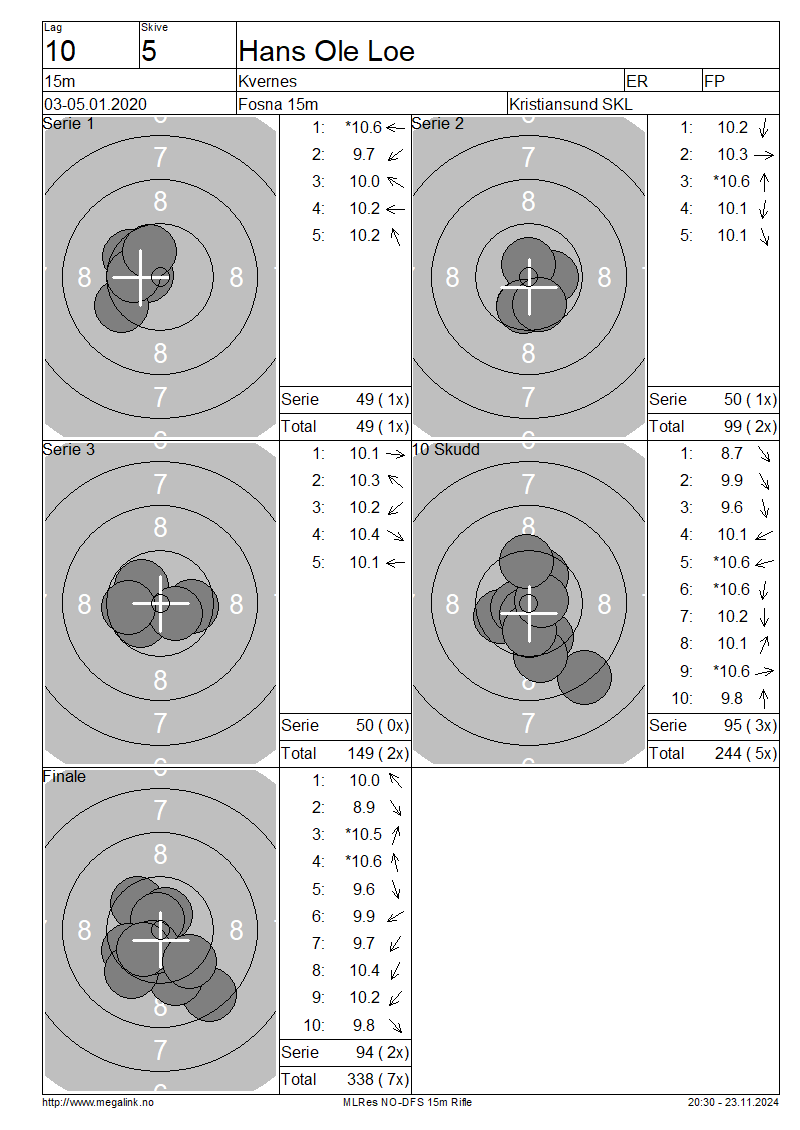 Lag
Skive
10
5
Hans Ole Loe
15m
Kvernes
ER
FP
03-05.01.2020
Fosna 15m
Kristiansund SKL
Serie 1
7
8
8
8
8
7
1: *10.6
2: 9.7
3: 10.0
4: 10.2
5: 10.2
Serie 49 ( 1x)
Total 49 ( 1x)
Serie 2
7
8
8
8
8
7
1: 10.2
2: 10.3
3: *10.6
4: 10.1
5: 10.1
Serie 50 ( 1x)
Total 99 ( 2x)
Serie 3
7
8
8
8
8
7
1: 10.1
2: 10.3
3: 10.2
4: 10.4
5: 10.1
Serie 50 ( 0x)
Total 149 ( 2x)
10 Skudd
7
8
8
8
8
7
1: 8.7
2: 9.9
3: 9.6
4: 10.1
5: *10.6
6: *10.6
7: 10.2
8: 10.1
9: *10.6
10: 9.8
Serie 95 ( 3x)
Total 244 ( 5x)
Finale
7
8
8
8
8
7
1: 10.0
2: 8.9
3: *10.5
4: *10.6
5: 9.6
6: 9.9
7: 9.7
8: 10.4
9: 10.2
10: 9.8
Serie 94 ( 2x)
Total 338 ( 7x)
http://www.megalink.no
MLRes NO-DFS 15m Rifle
20:30 - 23.11.2024